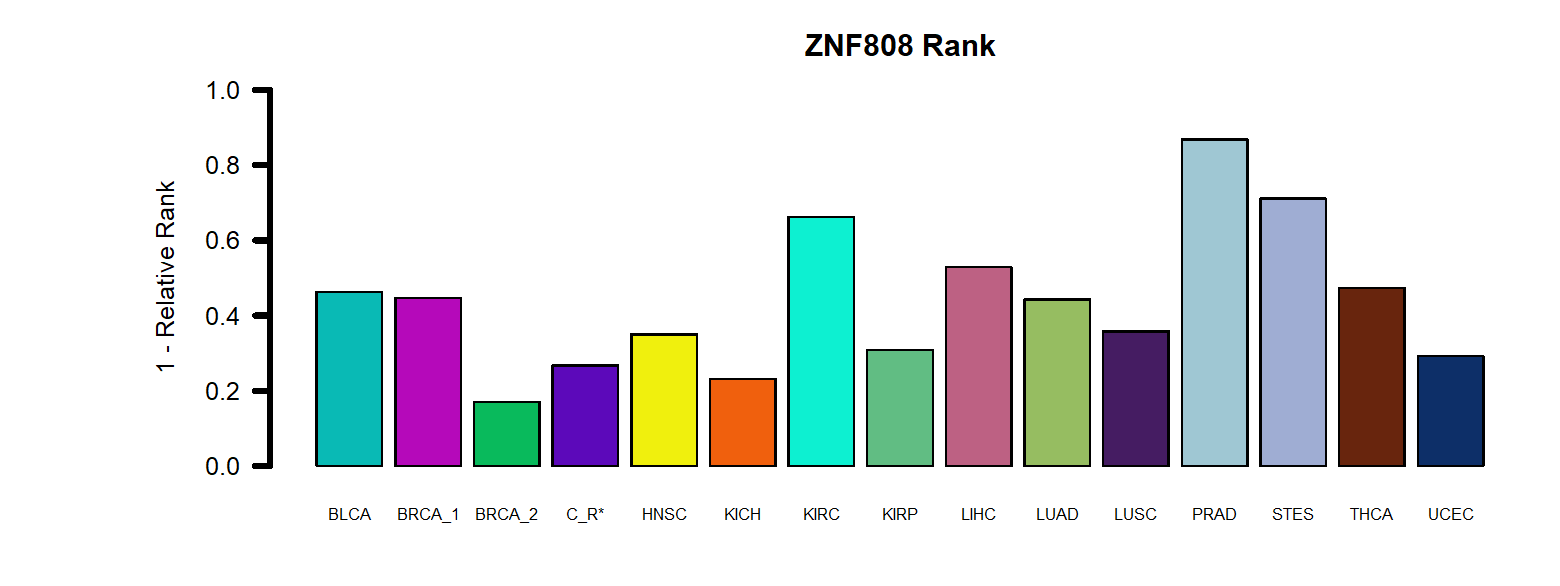 ZNF808 Rank
1 - Relative Rank
1.0
0.8
0.6
0.4
0.2
0.0
BLCA BRCA_1 BRCA_2 C_R* HNSC KICH KIRC KIRP LIHC LUAD LUSC PRAD STES THCA UCEC